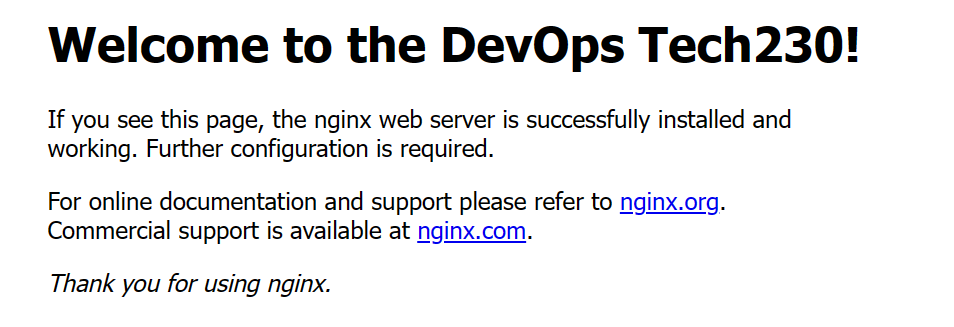 Welcome to the DevOps Tech230!
If you see this page, the nginx web server is successfully installed and
working. Further configuration is required.
For online documentation and support please refer to nginx.org.
Commercial support is available at nginx.com.
Thank you for using nginx.